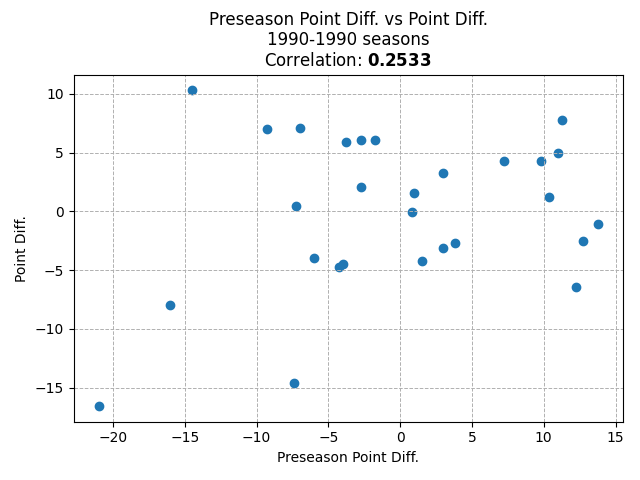 Preseason Point Diff. vs Point Diff.
1990-1990 seasons
Correlation: 0.2533
10
5
0
−5
−10
−15
Point Diff.
−20 −15 −10 −5 0 5 10 15
Preseason Point Diff.